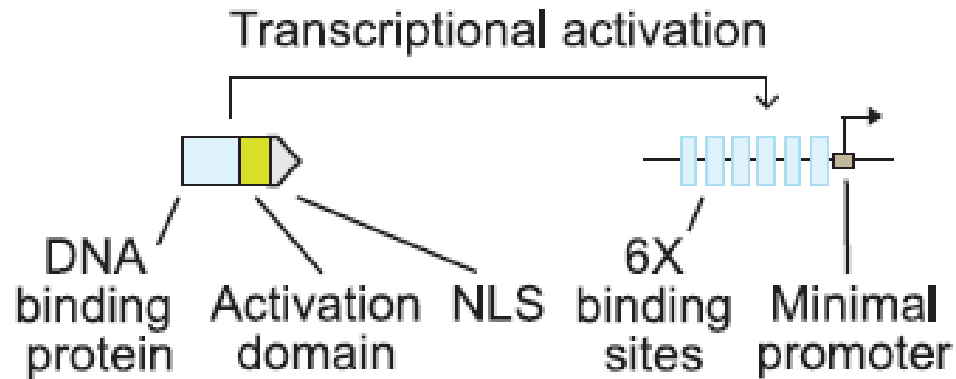 Transcriptional activation
DNA
binding
protein
Activation
domain
NLS
6X
binding
sites
Minimal
promoter